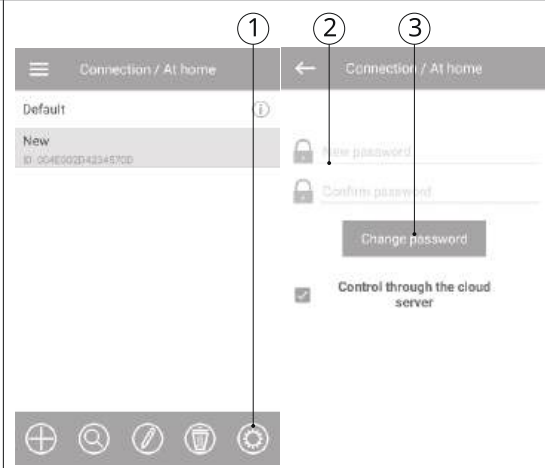 1
2
3
Connection / At home
Default
New
ID 004E002D4234570D
Connection / At home
New password
Confirm password
Change password
Control through the cloud
server